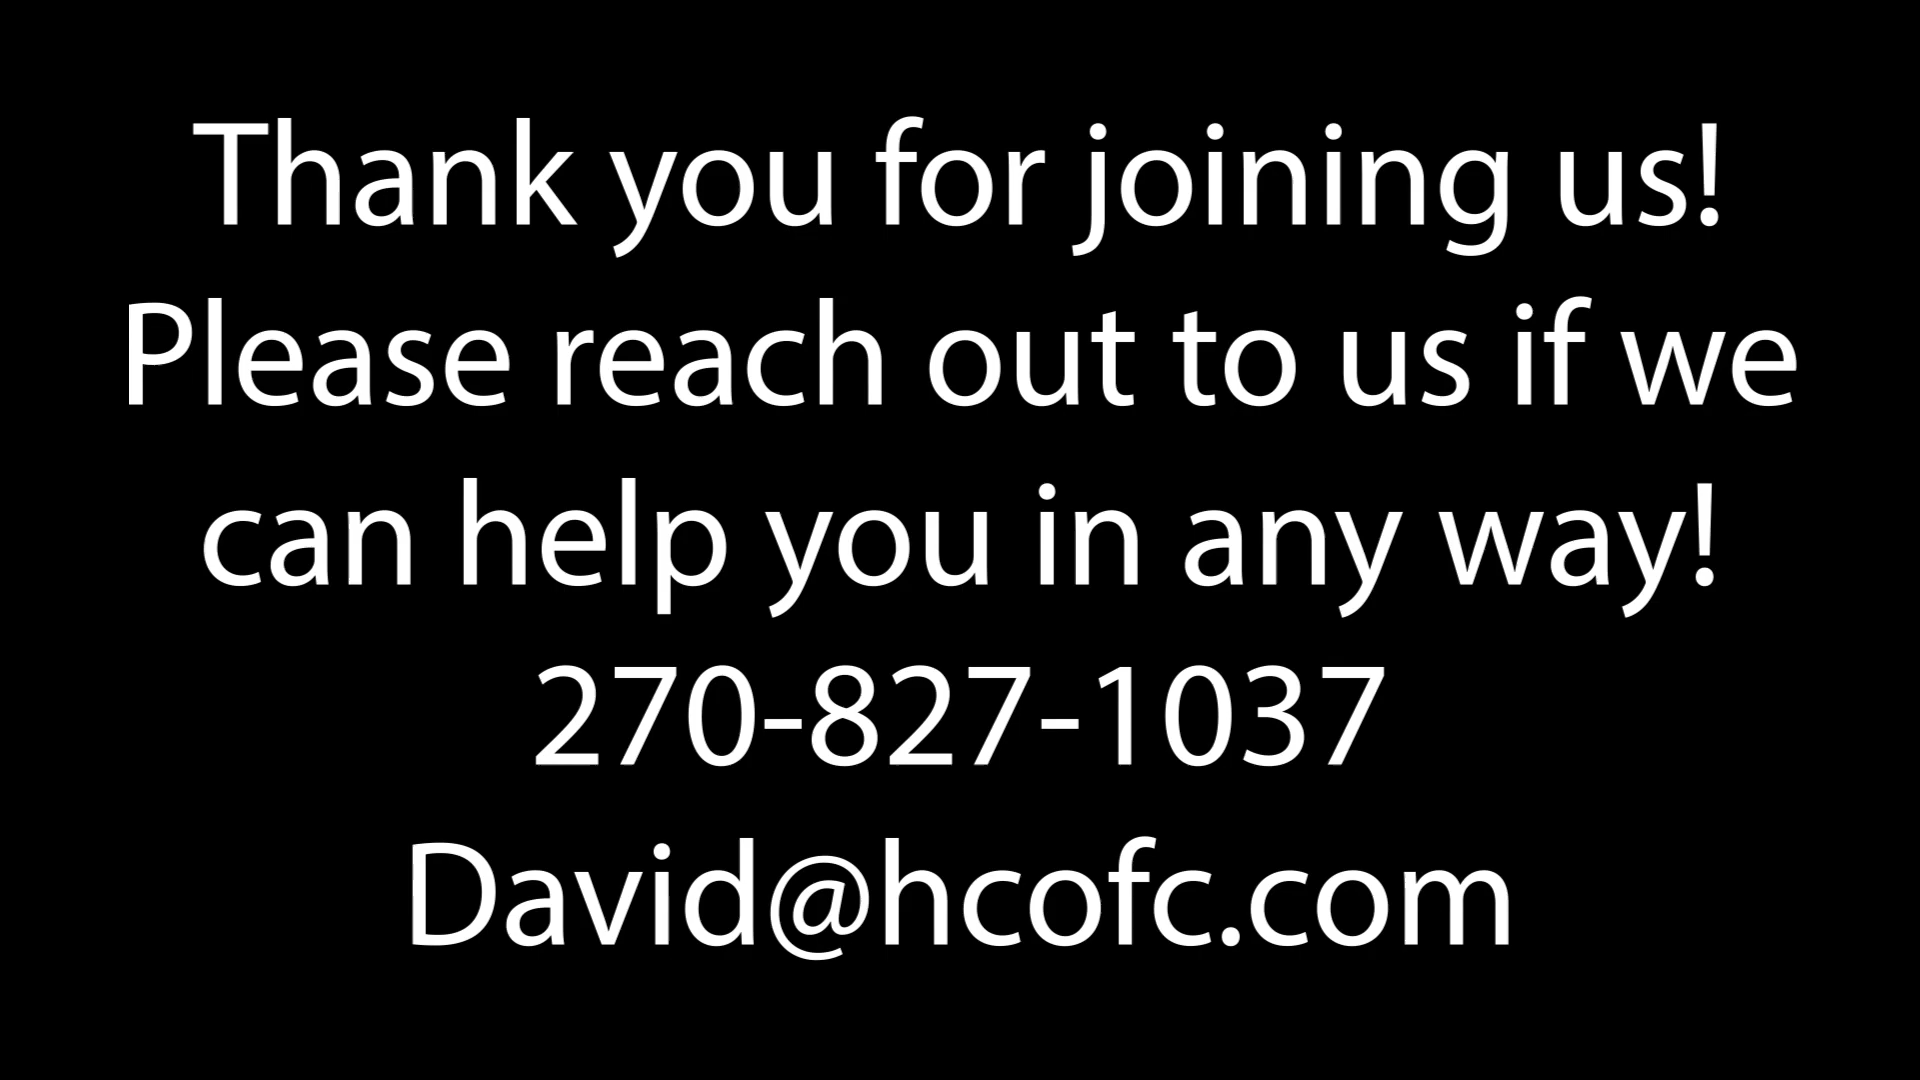 Thank you for joining us!
Please reach out to us if we
can help you in any way!
270-827-1037
David@hcofc.com